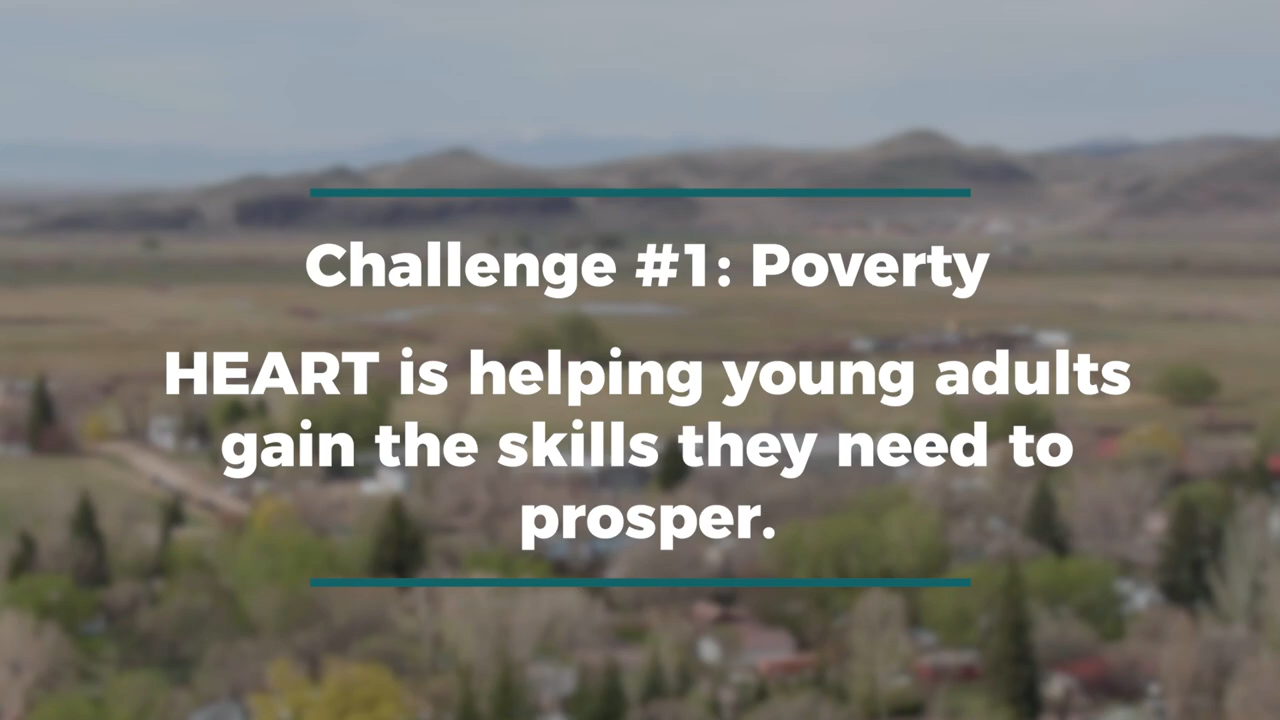 Challenge #1: Poverty
HEART is helping young adults
gain the skills they need to
prosper.